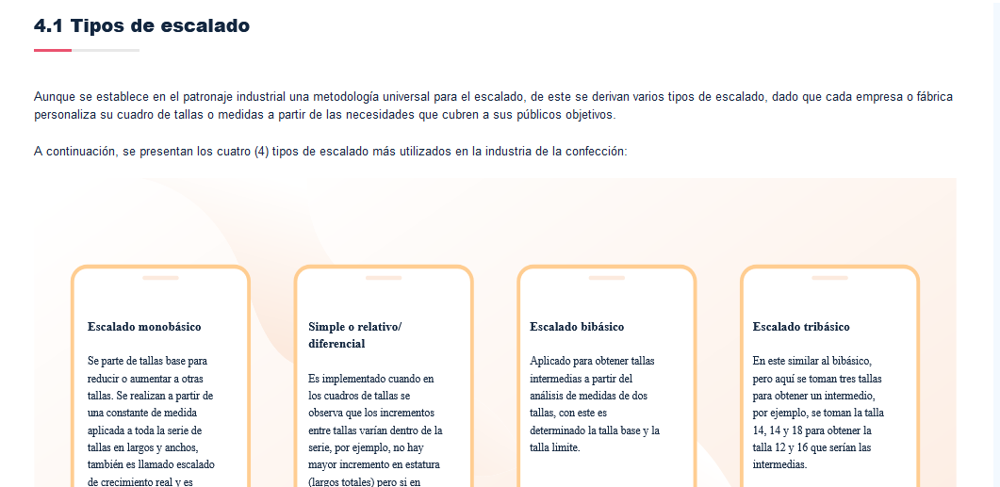 4.1 Tipos de escalado
Aunque se establece en el patronaje industrial una metodología universal para el escalado, de este se derivan varios tipos de escalado, dado que cada empresa o fábrica
personaliza su cuadro de tallas o medidas a partir de las necesidades que cubren a sus públicos objetivos.
A continuación, se presentan los cuatro (4) tipos de escalado más utilizados en la industria de la confección:
Escalado monobásico
Se parte de tallas base para
reducir o aumentar a otras
tallas. Se realizan a partir de
una constante de medida
aplicada a toda la serie de
tallas en largos y anchos,
también es llamado escalado
de crecimiento real y es
Simple o relativo/
diferencial
Es implementado cuando en
los cuadros de tallas se
observa que los incrementos
entre tallas varían dentro de la
serie, por ejemplo, no hay
mayor incremento en estatura
(largos totales) pero si en
Escalado bibásico
Aplicado para obtener tallas
intermedias a partir del
análisis de medidas de dos
tallas, con este es
determinado la talla base y la
talla limite.
Escalado tribásico
En este similar al bibásico,
pero aquí se toman tres tallas
para obtener un intermedio,
por ejemplo, se toman la talla
14, 14 y 18 para obtener la
talla 12 y 16 que serían las
intermedias.